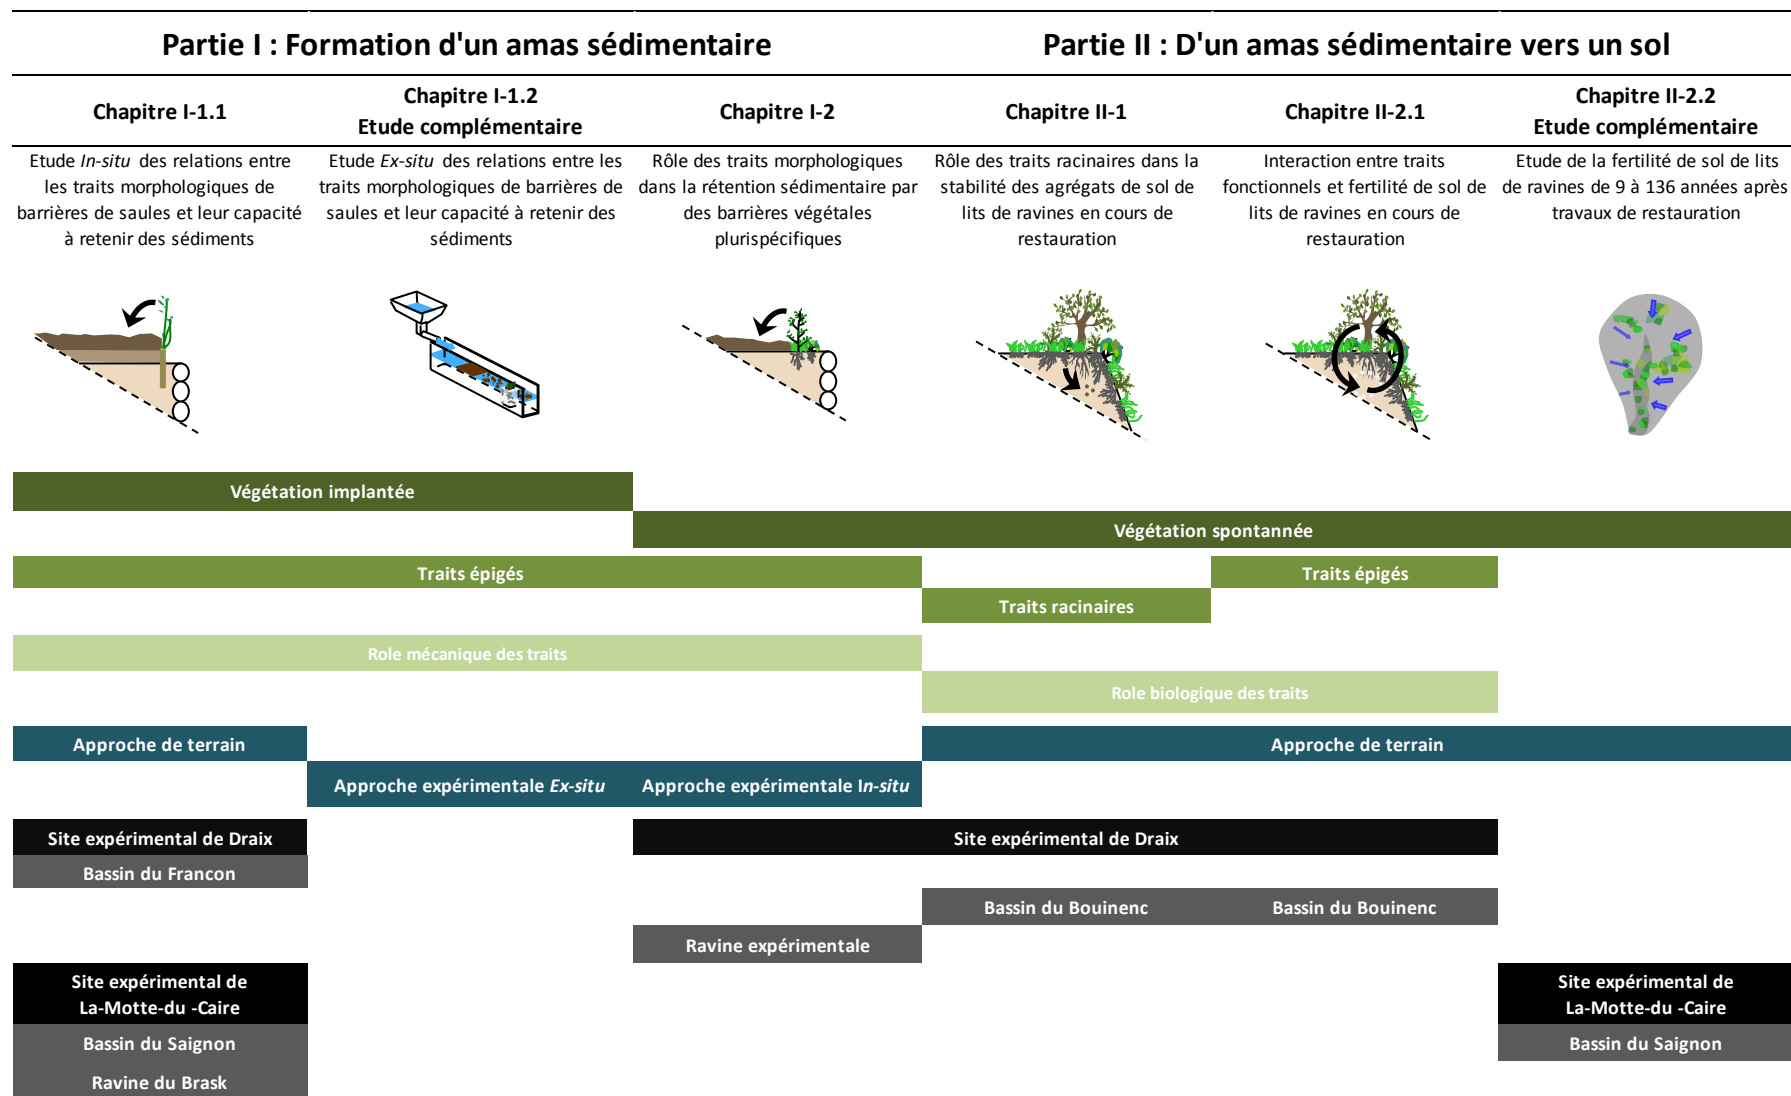 Partie I : Formation d'un amas sédimentaire
Partie II : D'un amas sédimentaire vers un sol
Chapitre I-1.1
Chapitre I-1.2
Etude complémentaire
Chapitre I-2
Chapitre II-1
Chapitre II-2.1
Chapitre II-2.2
Etude complémentaire
Etude In-situ des relations entre
les traits morphologiques de
barrières de saules et leur capacité
à retenir des sédiments
Etude Ex-situ des relations entre les
traits morphologiques de barrières de
saules et leur capacité à retenir des
sédiments
Rôle des traits morphologiques
dans la rétention sédimentaire par
des barrières végétales
plurispécifiques
Rôle des traits racinaires dans la
stabilité des agrégats de sol de
lits de ravines en cours de
restauration
Interaction entre traits
fonctionnels et fertilité de sol de
lits de ravines en cours de
restauration
Etude de la fertilité de sol de lits
de ravines de 9 à 136 années après
travaux de restauration
Végétation implantée
Végétation spontannée
Traits épigés
Traits épigés
Traits racinaires
Role mécanique des traits
Role biologique des traits
Approche de terrain
Approche de terrain
Approche expérimentale Ex-situ
Approche expérimentale In-situ
Site expérimental de Draix
Site expérimental de Draix
Bassin du Francon
Bassin du Bouinenc
Bassin du Bouinenc
Ravine expérimentale
Site expérimental de
La-Motte-du -Caire
Site expérimental de
La-Motte-du -Caire
Bassin du Saignon
Bassin du Saignon
Ravine du Brask